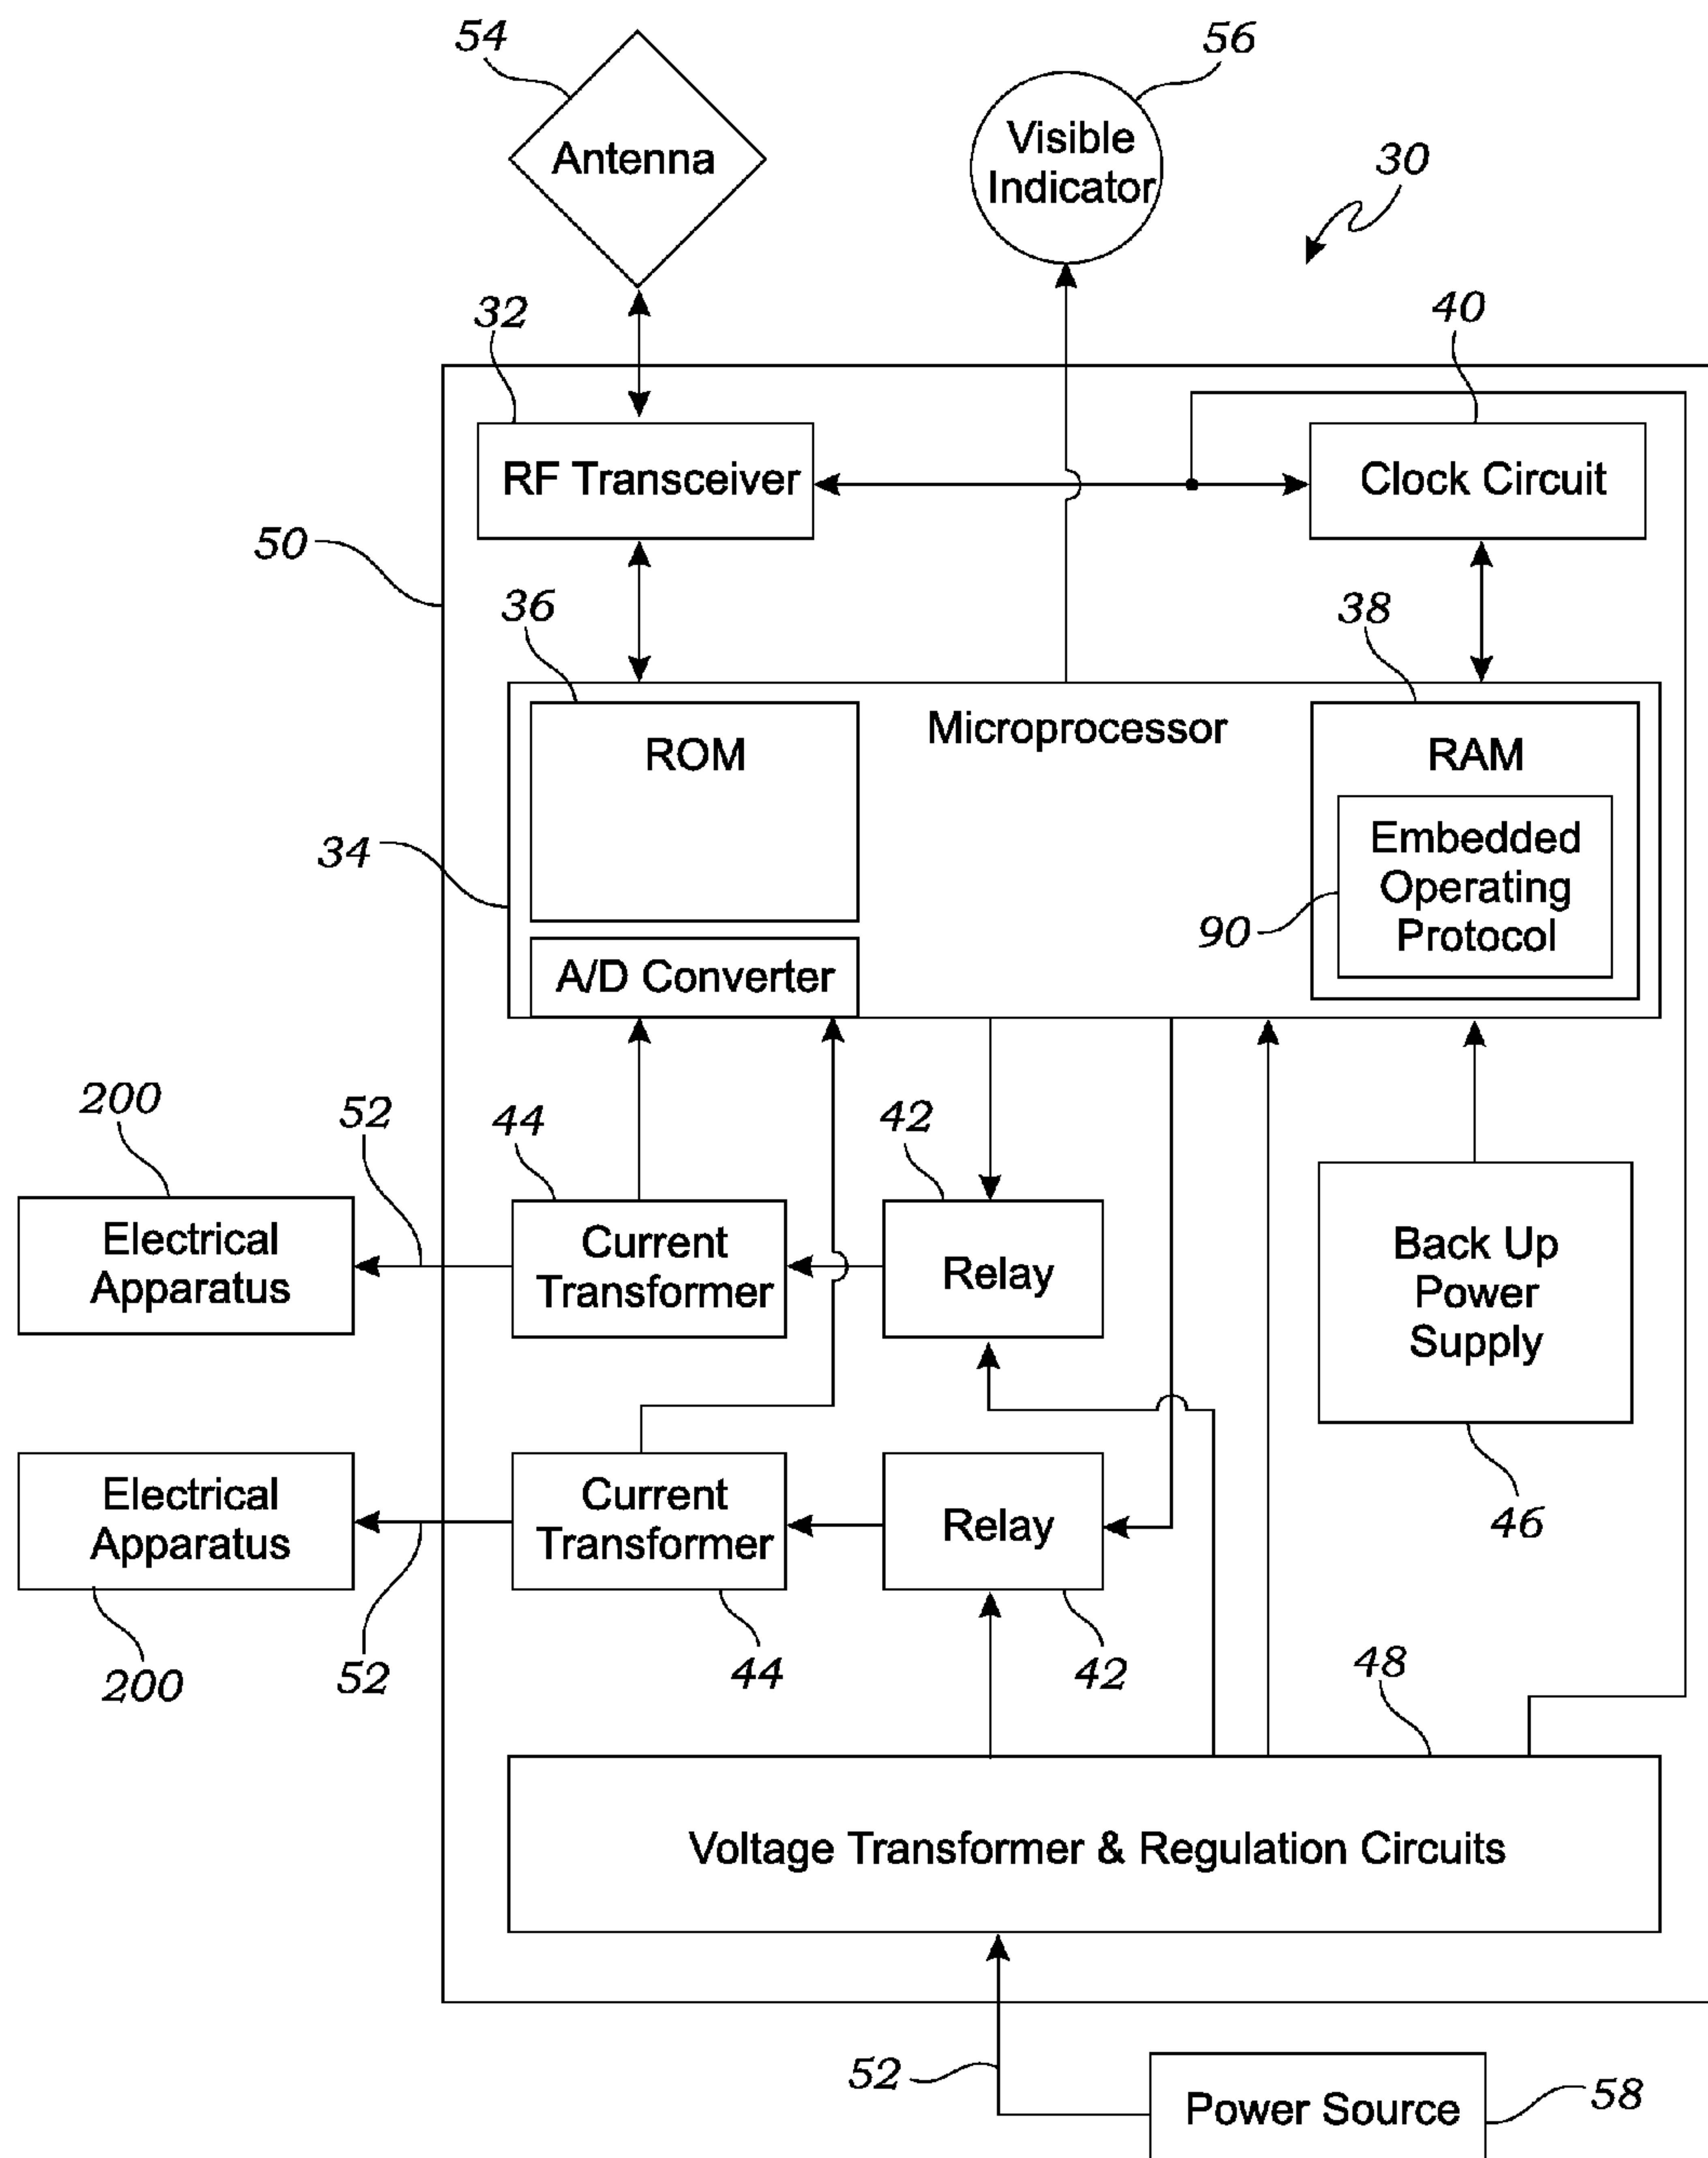 54
56
Antenna
Visible
Indicator
30
32
40
RF Transceiver
Clock Circuit
50
36
38
ROM
Microprocessor
RAM
Embedded
Operating
Protocol
34
90
A/D Converter
200
52
44
42
Electrical
Apparatus
Current
Transformer
Relay
Back Up
Power
Supply
Electrical
Apparatus
Current
Transformer
Relay
46
200
52
44
42
48
Voltage Transformer & Regulation Circuits
52
Power Source
58